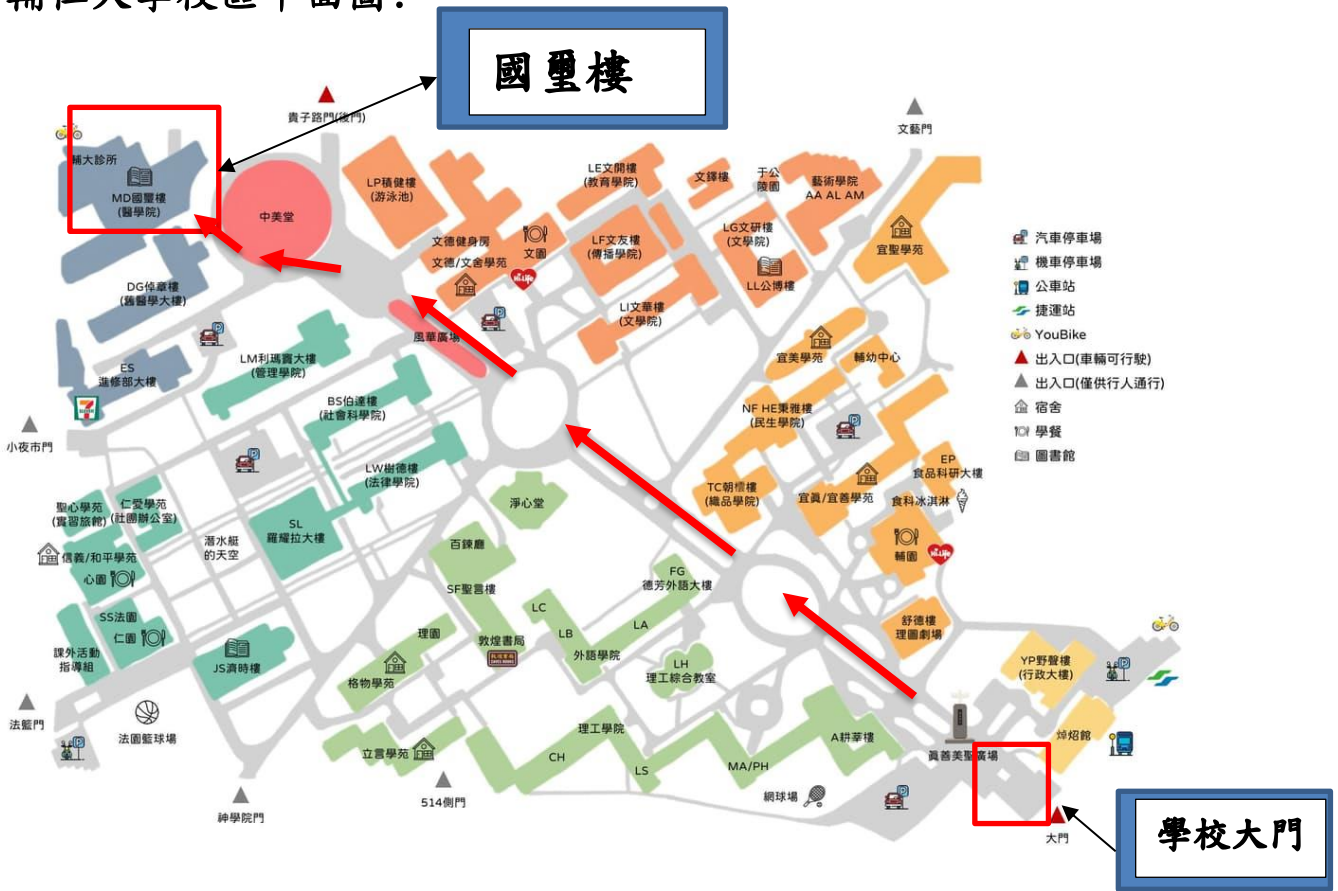 輔仁大學校區平面圖:
國璽樓
貴子路門(後門)
文藝門
輔大診所
MD國璽樓
(醫學院)
中美堂
LP積健樓
(游泳池)
LE文開樓
(教育學院)
文鐸樓
于公
陵園
藝術學院
AA AL AM
文德健身房
文園
文德/文舍學苑
Hi-Life
LF文友樓
(傳播學院)
LG文研樓
(文學院)
LL公博樓
宜聖學苑
DG倬章樓
(舊醫學大樓)
LI文華樓
(文學院)
風華廣場
汽車停車場
機車停車場
公車站
捷運站
YouBike
出入口(車輛可行駛)
出入口(僅供行人通行)
宿舍
學餐
圖書館
ES
進修部大樓
LM利瑪竇大樓
(管理學院)
宜美學苑
輔幼中心
7
ELEVEN
BS伯達樓
(社會科學院)
NF HE秉雅樓
(民生學院)
小夜市門
LW樹德樓
(法律學院)
TC朝橒樓
(織品學院)
宜真/宜善學苑
EP
食品科研大樓
食科冰淇淋
聖心學苑
(實習旅館)
仁愛學苑
(社團辦公室)
淨心堂
SL
羅耀拉大樓
潛水艇
的天空
百鍊廳
輔園
Hi-Life
信義/和平學苑
心園
FG
德芳外語大樓
SF聖言樓
SS法園
仁園
LC
LB
LA
外語學院
舒德樓
理圖劇場
理園
敦煌書局
課外活動
指導組
JS濟時樓
格物學苑
LH
理工綜合教室
YP野聲樓
(行政大樓)
法籃門
法園籃球場
立言學苑
理工學院
CH
LS
MA/PH
A耕莘樓
真善美聖廣場
焯炤館
514側門
神學院門
網球場
大門
學校大門